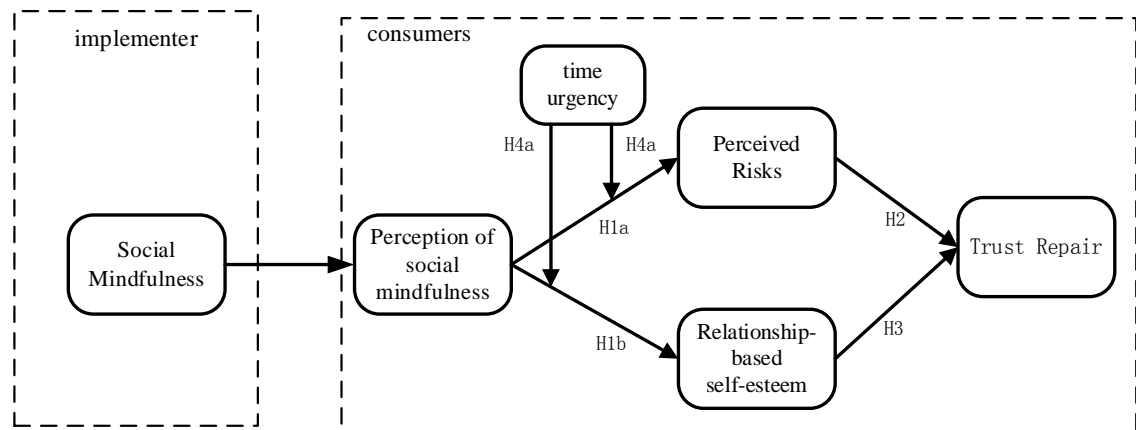 implementer
consumers
time
urgency
H4a
H4a
Perceived
Risks
H1a
H2
Social
Mindfulness
Perception of
social
mindfulness
Trust Repair
H1b
Relationship-
based
self-esteem
H3